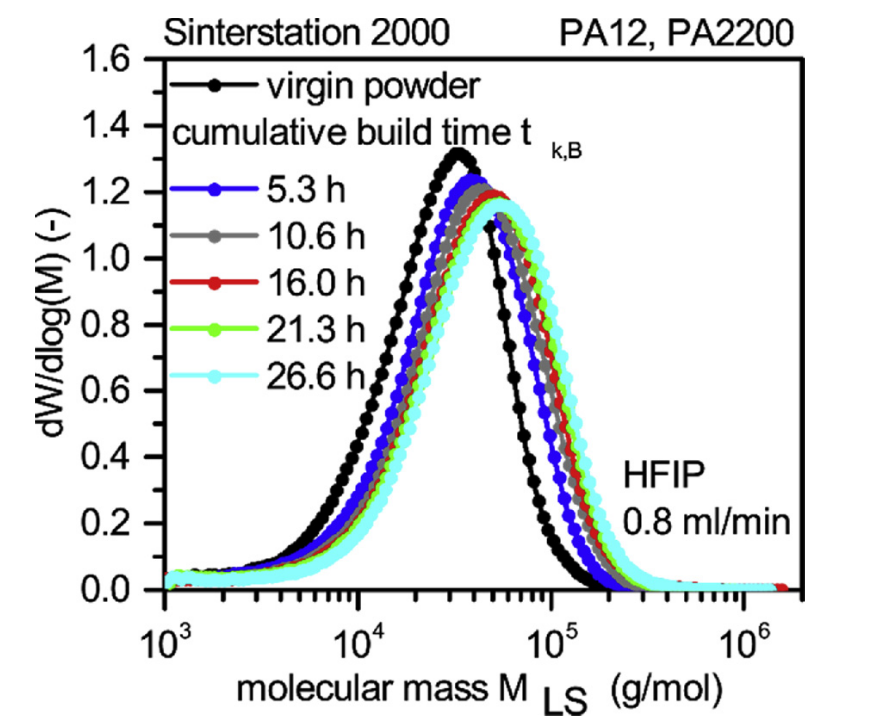 Sinterstation 2000 PA12, PA2200
1.6
1.4
1.2
1.0
0.8
0.6
0.4
0.2
0.0
dW/dlog(M) (-)
virgin powder
cumulative build time t k,B
5.3 h
10.6 h
16.0 h
21.3 h
26.6 h
HFIP
0.8 ml/min
10³ 10⁴ 10⁵ 10⁶
molecular mass M LS (g/mol)